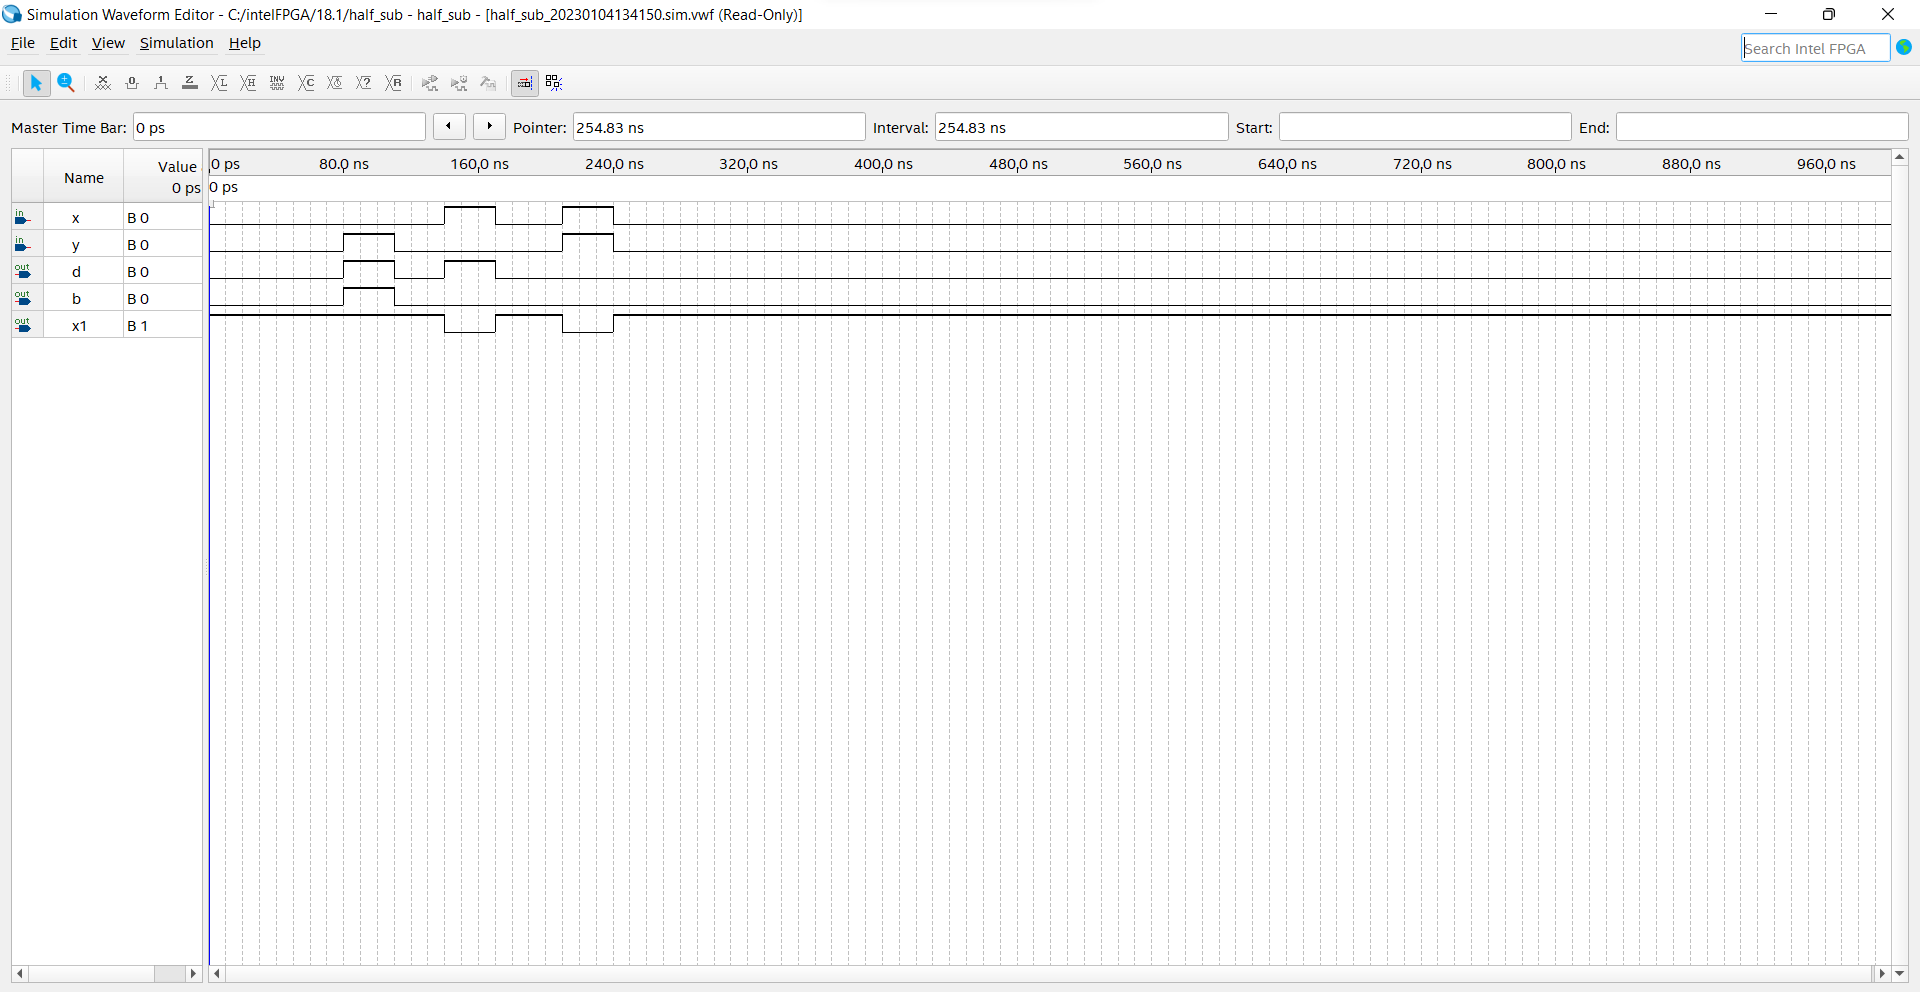 Simulation Waveform Editor - C:/intelFPGA/18.1/half_sub - half_sub - [half_sub_20230104134150.sim.vwf (Read-Only)]
File Edit View Simulation Help
Search Intel FPGA
Master Time Bar: 0 ps Pointer: 254.83 ns Interval: 254.83 ns Start: End:
Name Value 0 ps 80.0 ns 160.0 ns 240.0 ns 320.0 ns 400.0 ns 480.0 ns 560.0 ns 640.0 ns 720.0 ns 800.0 ns 880.0 ns 960.0 ns
0 ps 0 ps
in x B 0
in y B 0
out d B 0
out b B 0
out x1 B 1